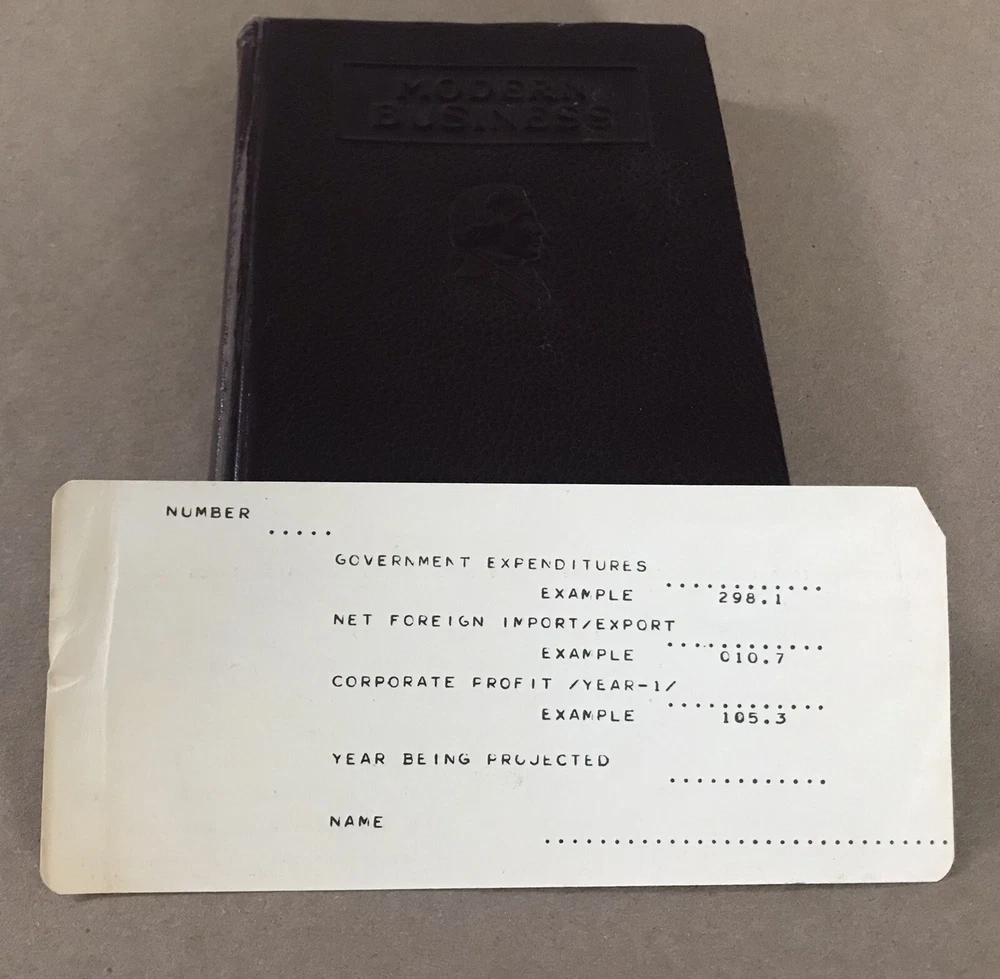 MODERN
BUSINESS
NUMBER .....
GOVERNMENT EXPENDITURES ............
EXAMPLE 298.1
NET FOREIGN IMPORT/EXPORT ............
EXAMPLE 010.7
CORPORATE PROFIT /YEAR-1/ ............
EXAMPLE 105.3
YEAR BEING PROJECTED ............
NAME ..............................